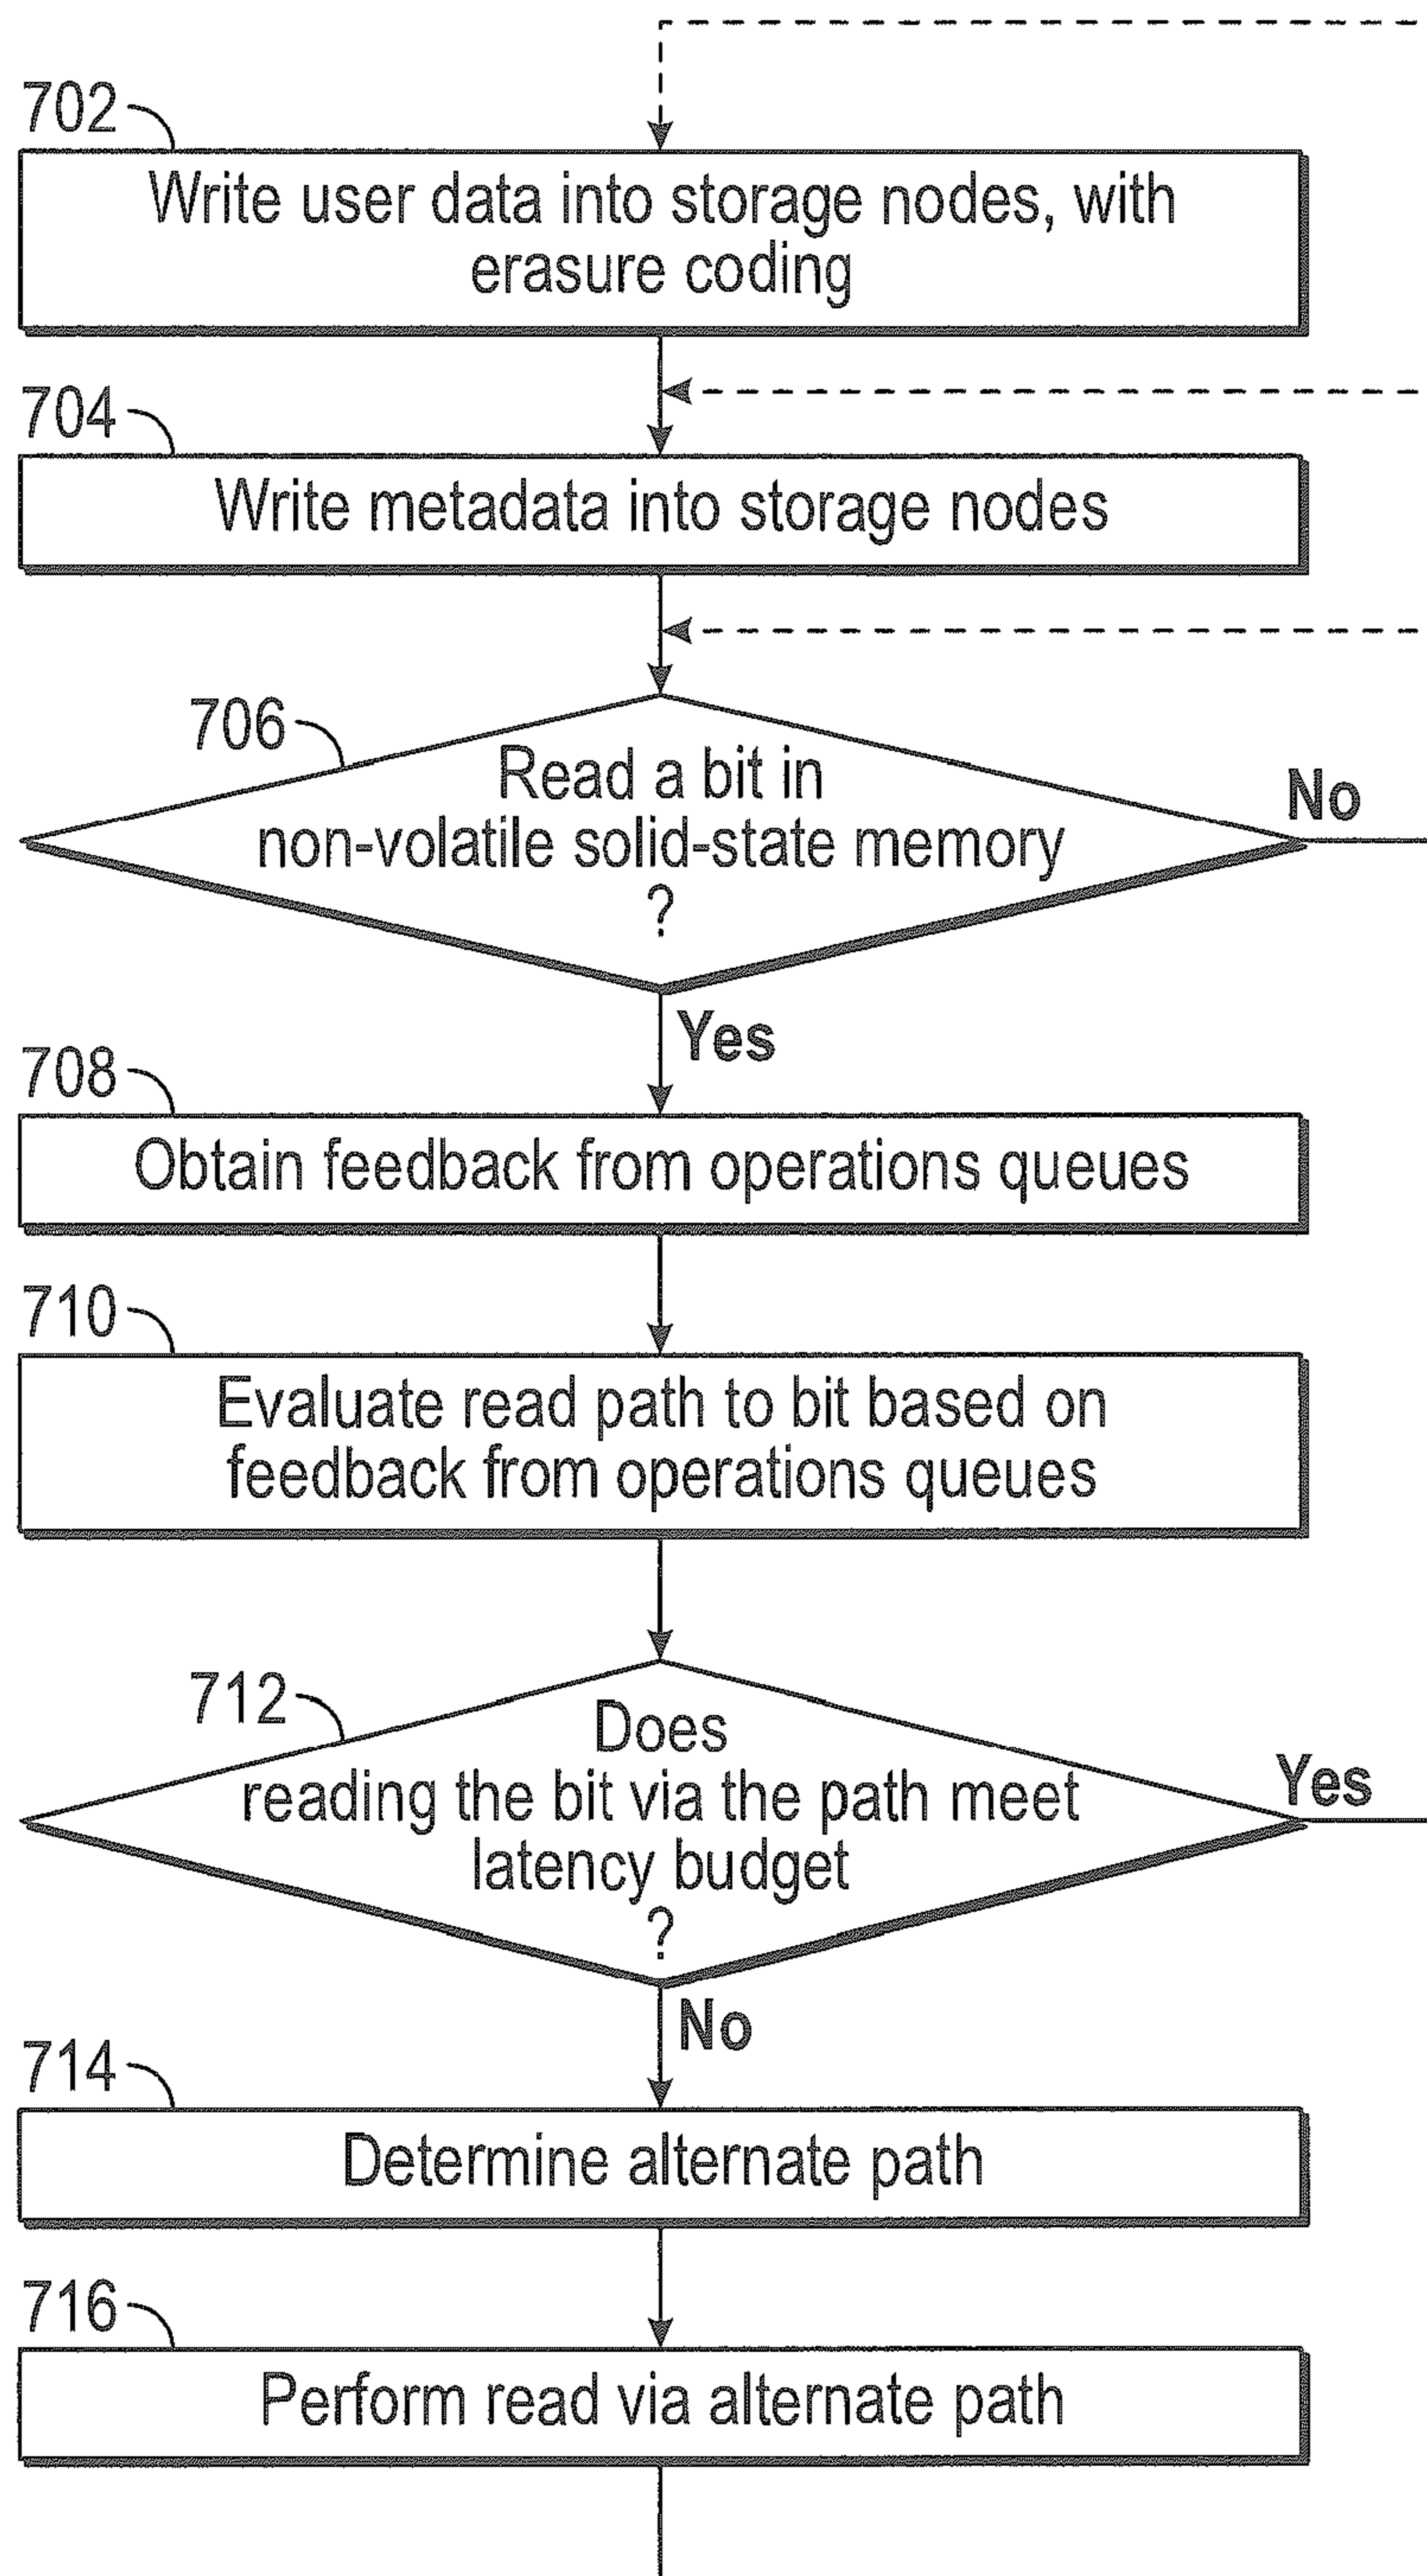 702
Write user data into storage nodes, with
erasure coding
704
Write metadata into storage nodes
706
Read a bit in
non-volatile solid-state memory
?
No
Yes
708
Obtain feedback from operations queues
710
Evaluate read path to bit based on
feedback from operations queues
712
Does
reading the bit via the path meet
latency budget
?
Yes
No
714
Determine alternate path
716
Perform read via alternate path